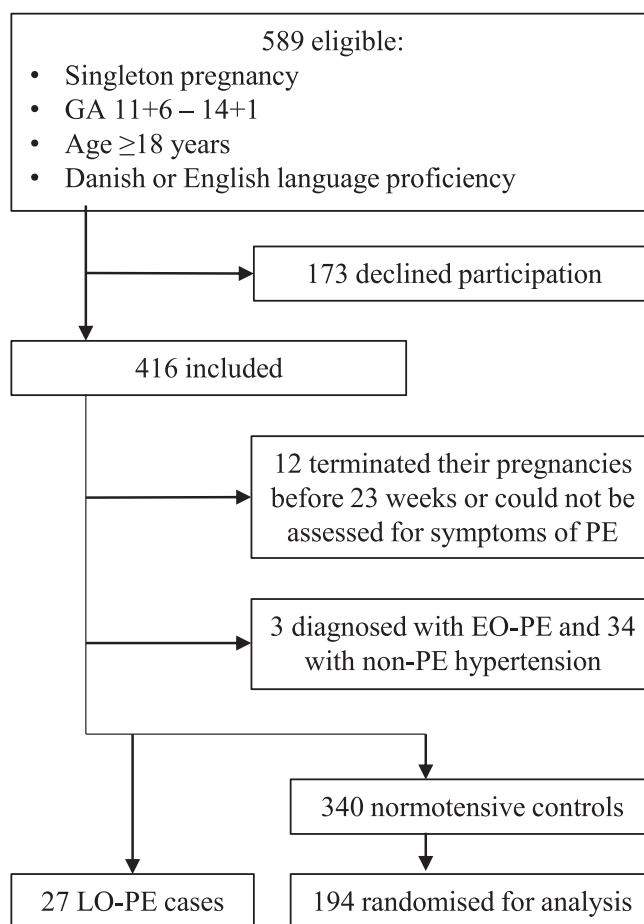 589 eligible:
• Singleton pregnancy
• GA 11+6 – 14+1
• Age ≥18 years
• Danish or English language proficiency
173 declined participation
416 included
12 terminated their pregnancies
before 23 weeks or could not be
assessed for symptoms of PE
3 diagnosed with EO-PE and 34
with non-PE hypertension
340 normotensive controls
27 LO-PE cases
194 randomised for analysis